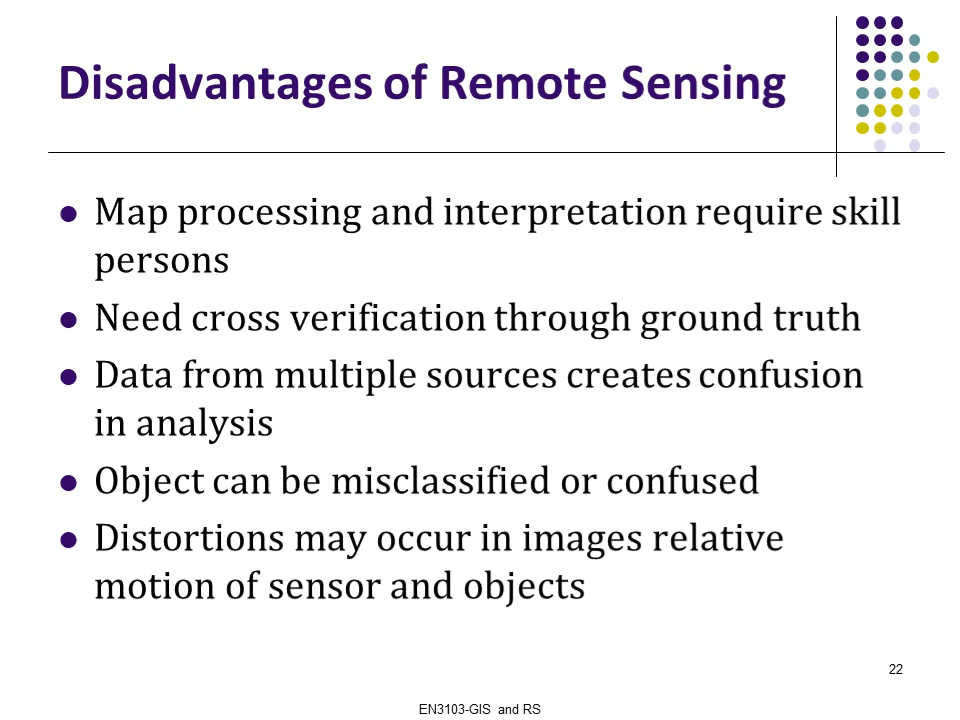 Disadvantages of Remote Sensing
Map processing and interpretation require skill
persons
Need cross verification through ground truth
Data from multiple sources creates confusion
in analysis
Object can be misclassified or confused
Distortions may occur in images relative
motion of sensor and objects
22
EN3103-GIS and RS